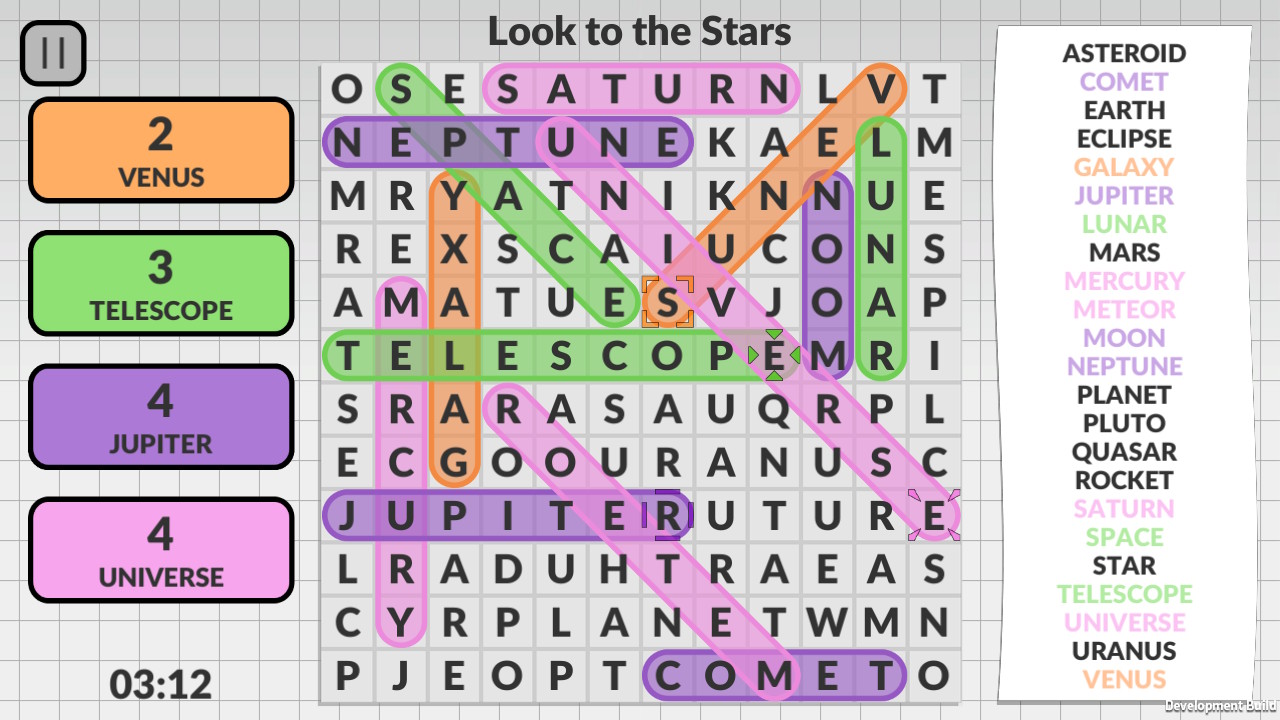 Look to the Stars
2
VENUS
3
TELESCOPE
4
JUPITER
4
UNIVERSE
03:12
O S E S A T U R N L V T
N E P T U N E K A E L M
M R Y A T N I K N N U E
R E X S C A I U C O N S
A M A T U E S V J O A P
T E L E S C O P E M R I
S R A R A S A U Q R P L
E C G O O U R A N U S C
J U P I T E R U T U R E
L R A D U H T R A E A S
C Y R P L A N E T W M N
P J E O P T C O M E T O
ASTEROID
COMET
EARTH
ECLIPSE
GALAXY
JUPITER
LUNAR
MARS
MERCURY
METEOR
MOON
NEPTUNE
PLANET
PLUTO
QUASAR
ROCKET
SATURN
SPACE
STAR
TELESCOPE
UNIVERSE
URANUS
VENUS
Development Build